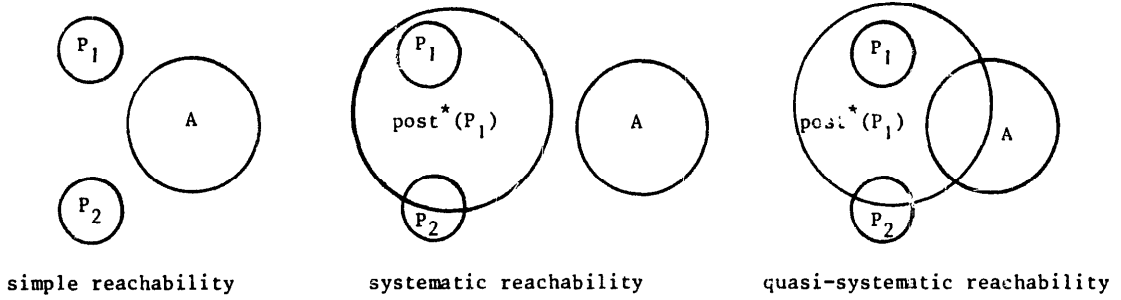 P1
A
P2
simple reachability
P1
post*(P1)
A
P2
systematic reachability
P1
post*(P1)
A
P2
quasi-systematic reachability